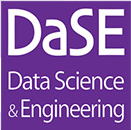 DaSE
Data Science
& Engineering